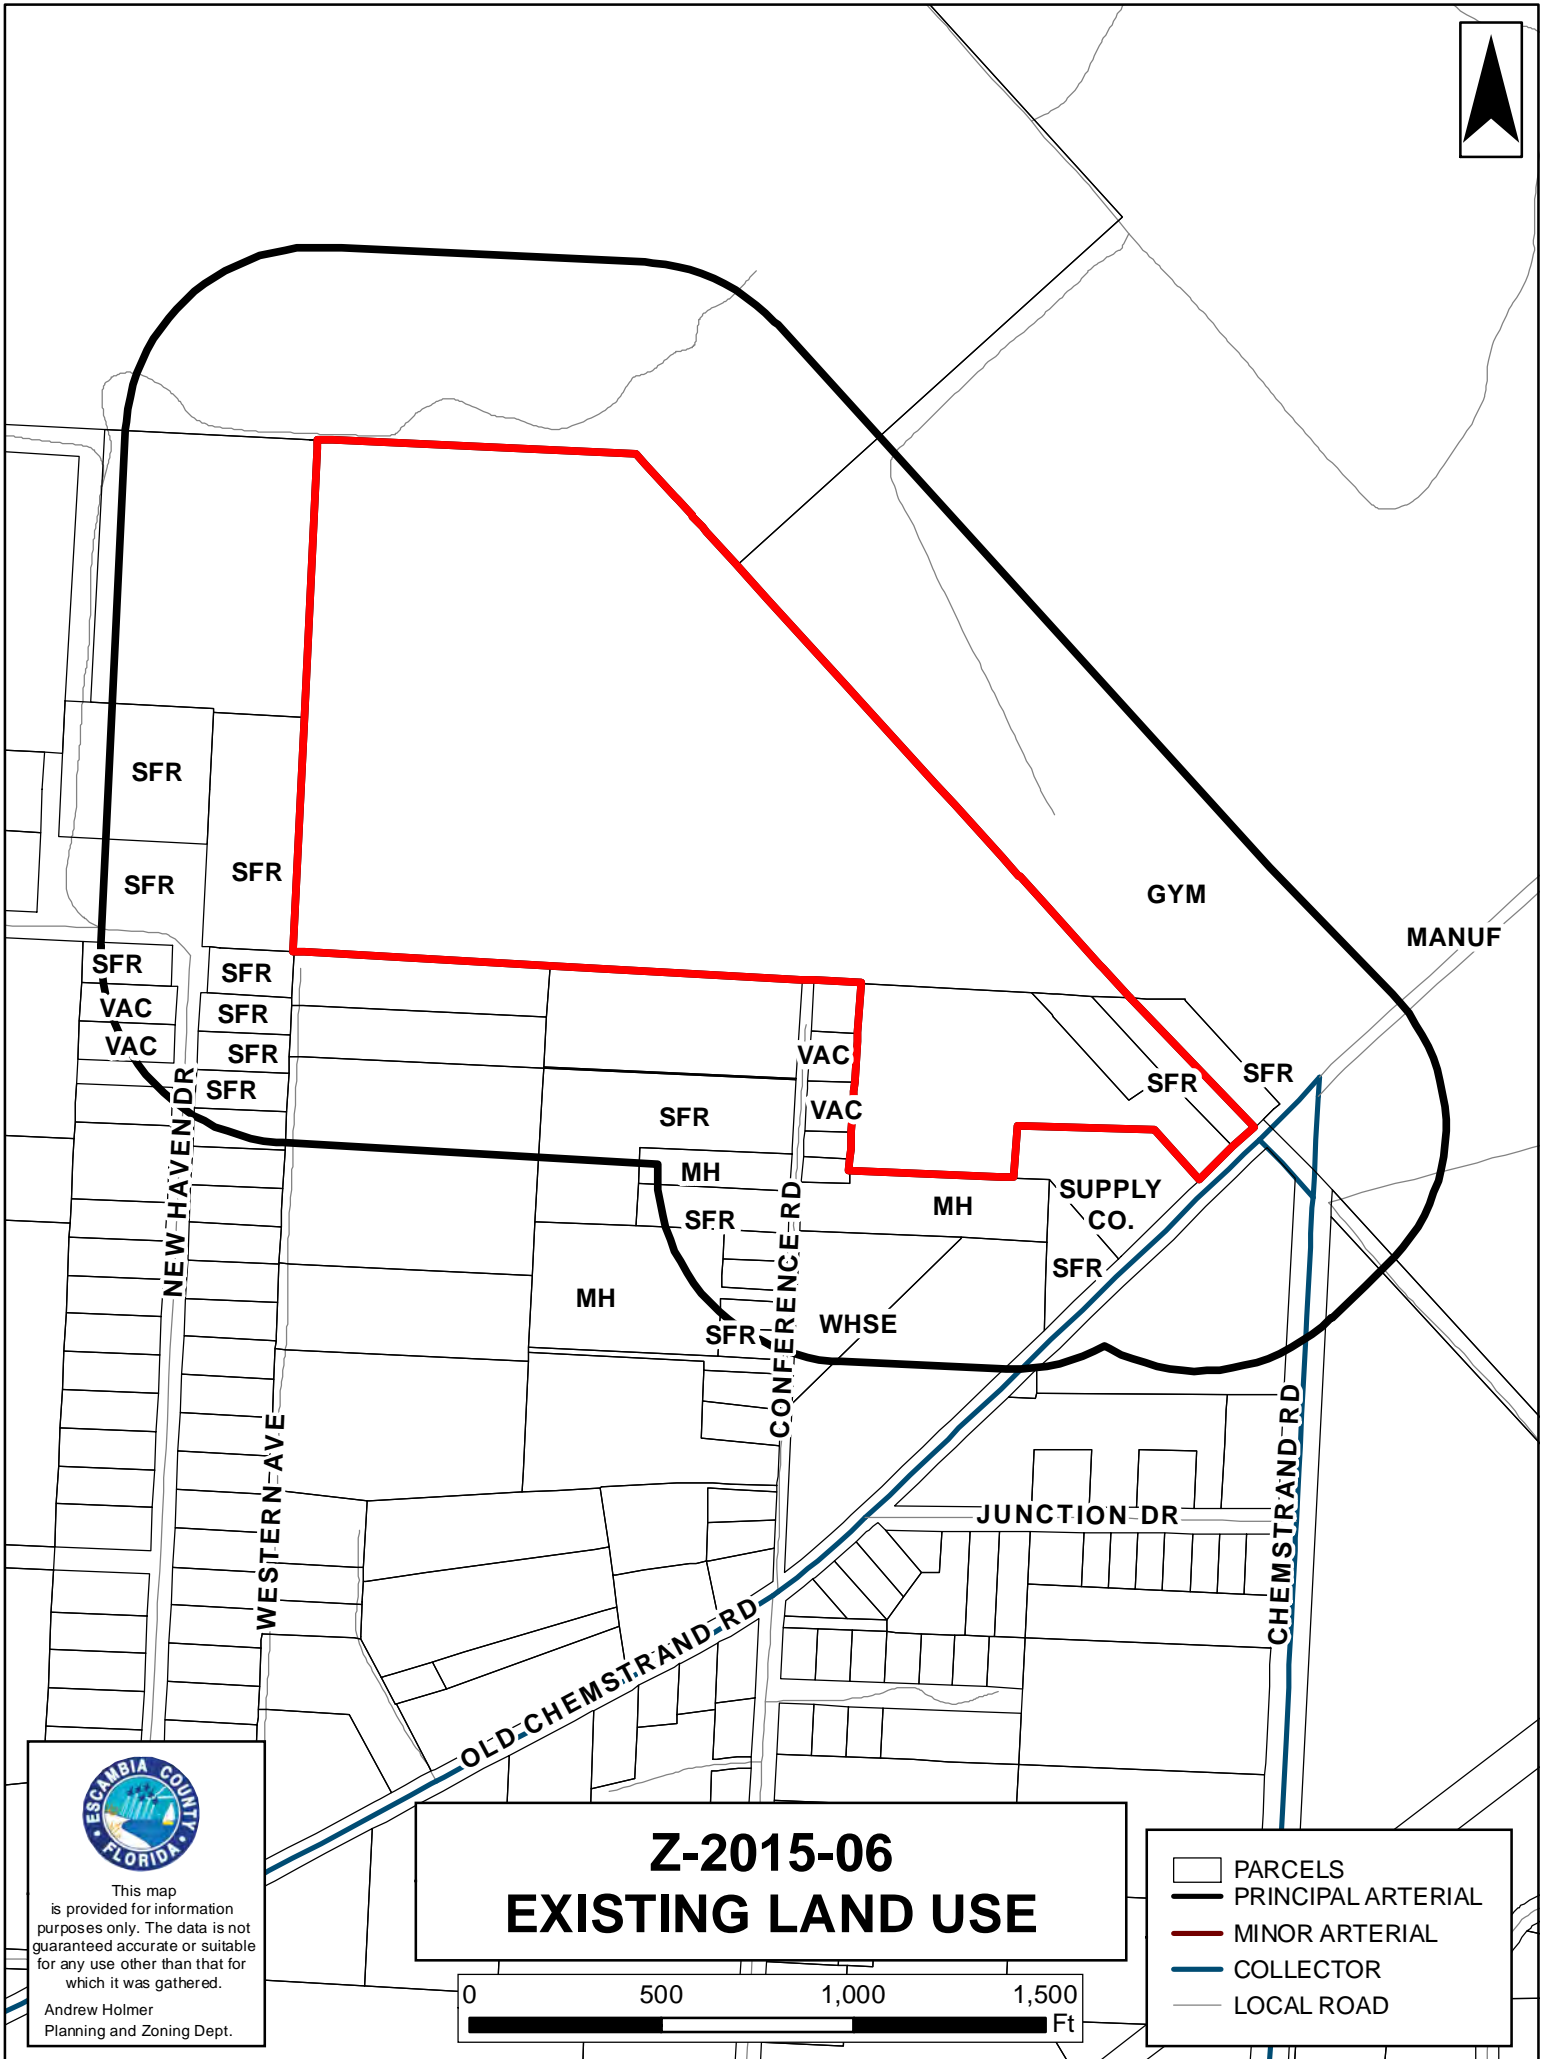 SFR
SFR
SFR
GYM
MANUF
SFR
SFR
VAC
SFR
VAC
SFR
SFR
VAC
VAC
SFR
SFR
SFR
MH
SFR
MH
SUPPLY
CO.
SFR
MH
SFR
WHSE
NEW HAVEN DR
WESTERN AVE
CONFERENCE RD
CHEMSTRAND RD
JUNCTION DR
OLD CHEMSTRAND RD
ESCAMBIA COUNTY
FLORIDA
This map
is provided for information
purposes only. The data is not
guaranteed accurate or suitable
for any use other than that for
which it was gathered.
Andrew Holmer
Planning and Zoning Dept.
Z-2015-06
EXISTING LAND USE
0 500 1,000 1,500
Ft
PARCELS
PRINCIPAL ARTERIAL
MINOR ARTERIAL
COLLECTOR
LOCAL ROAD